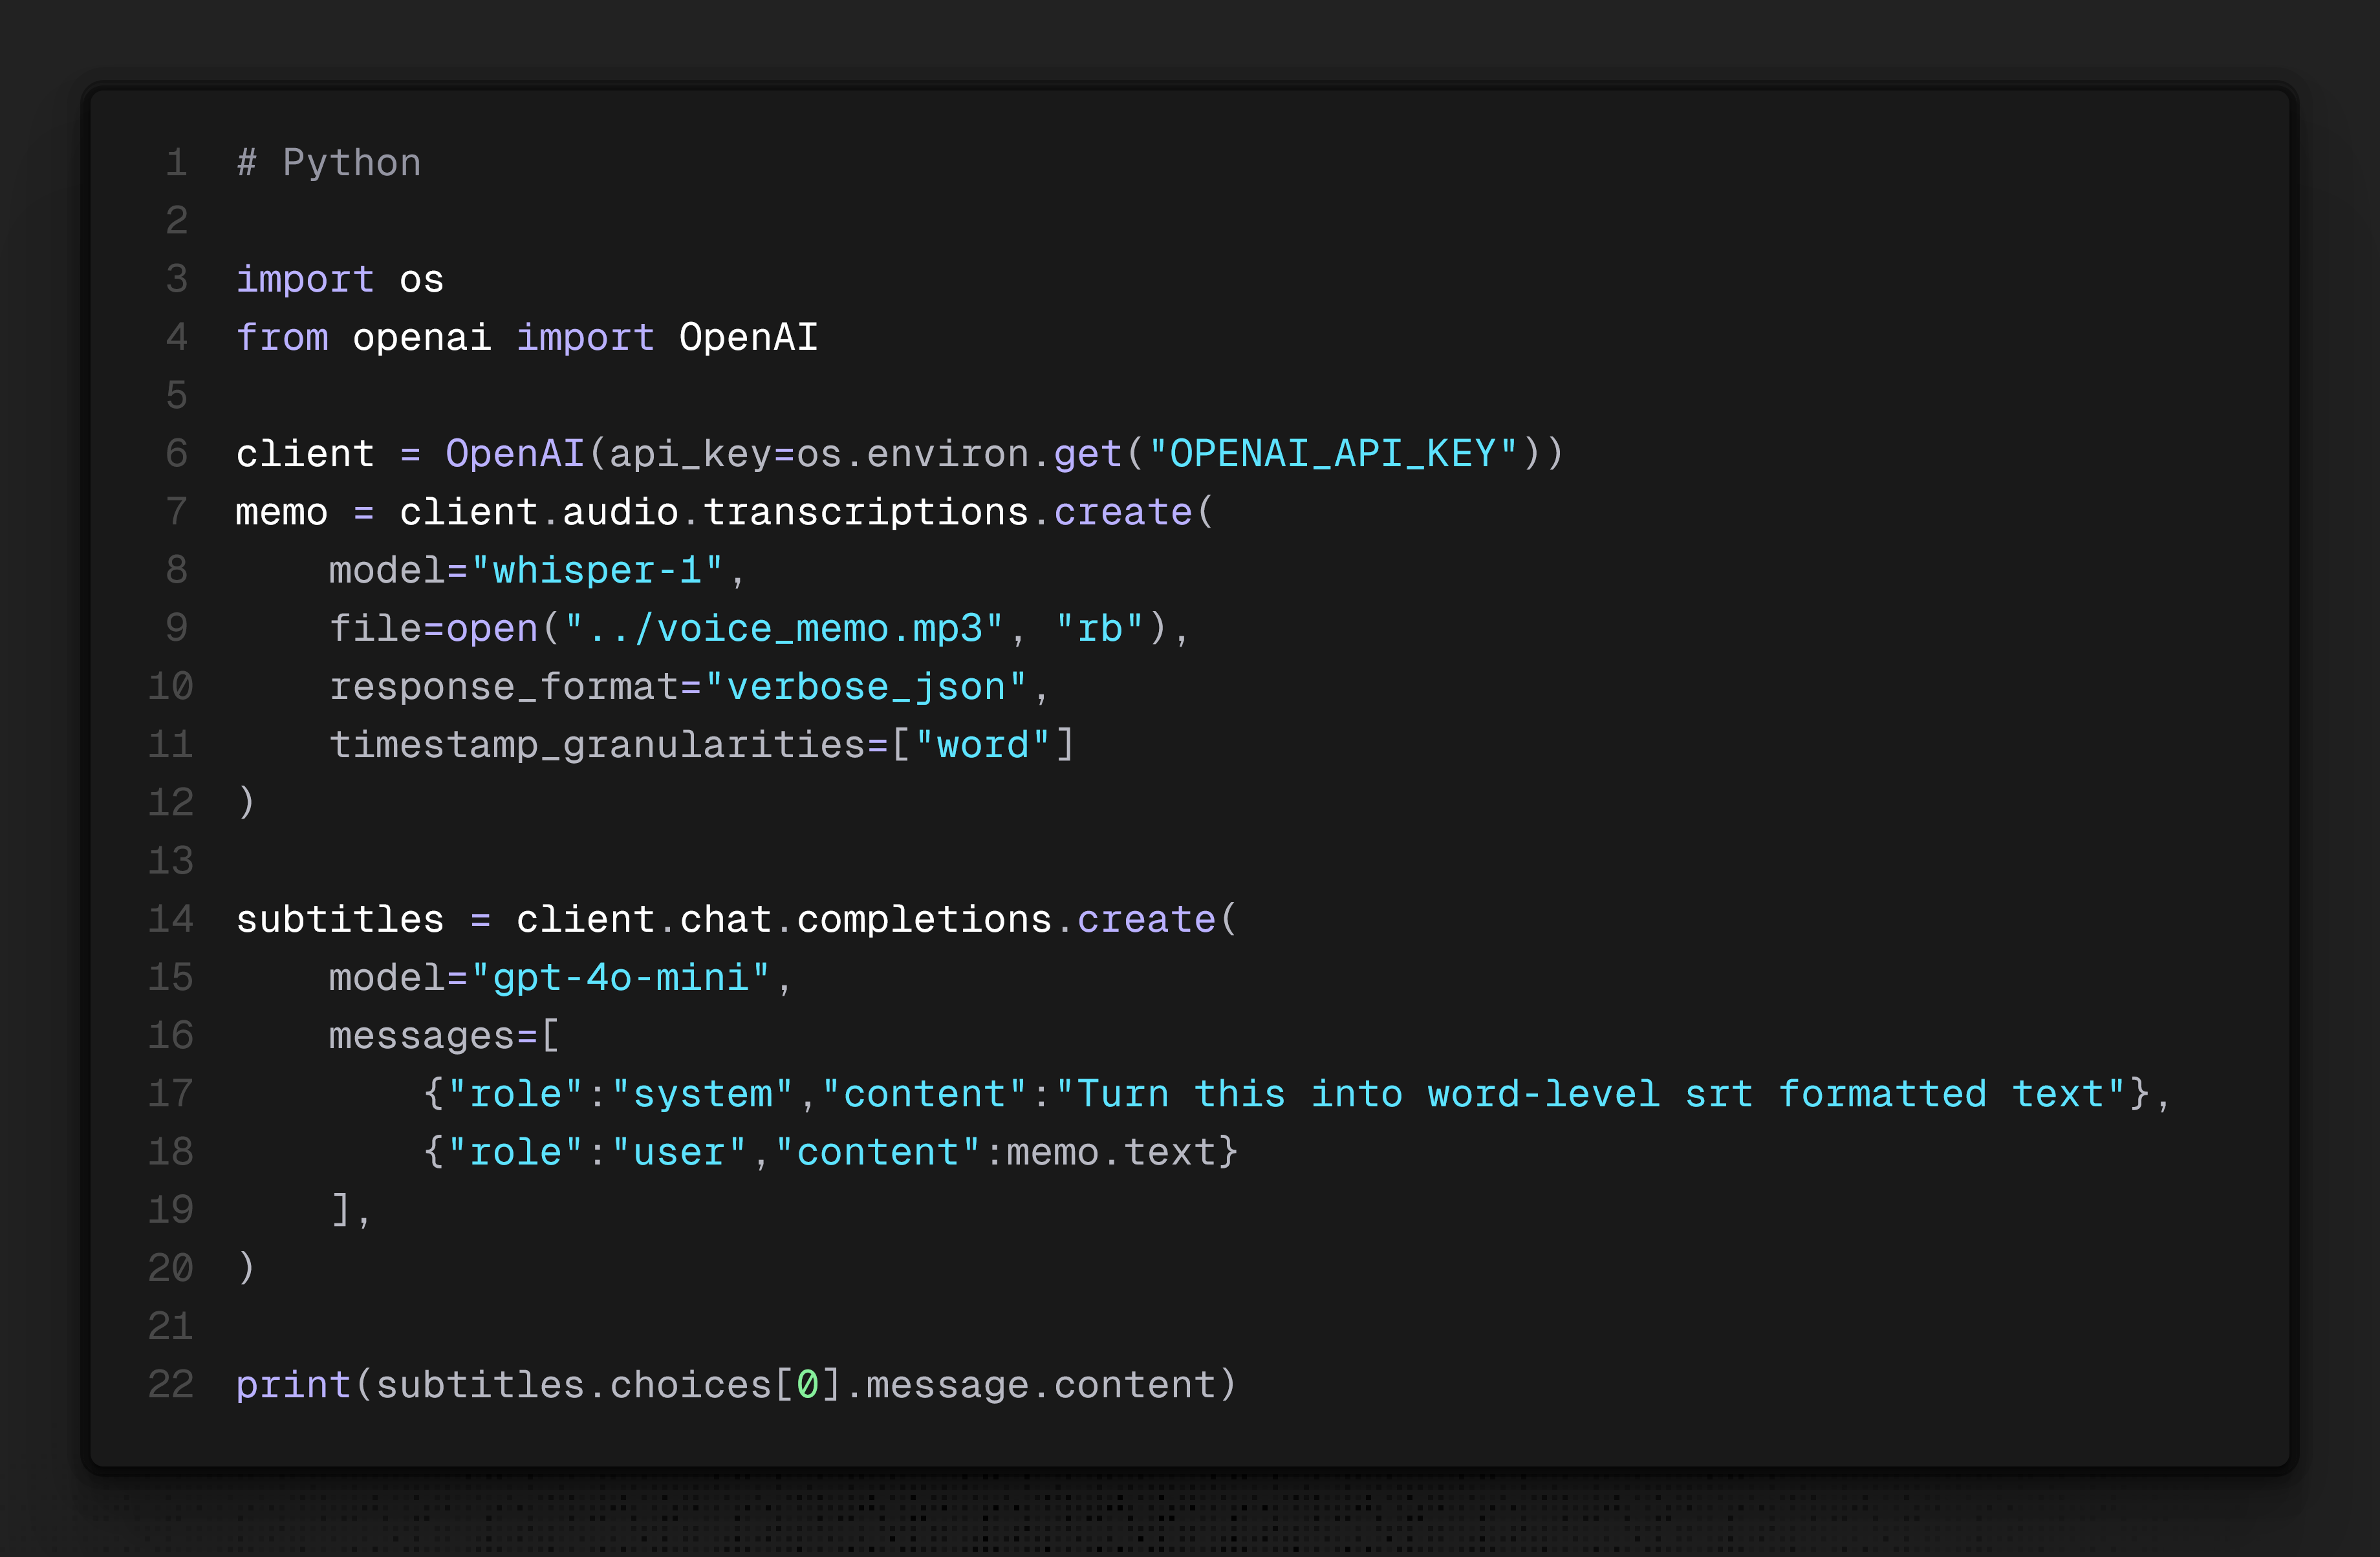 1 # Python
2
3 import os
4 from openai import OpenAI
5
6 client = OpenAI(api_key=os.environ.get("OPENAI_API_KEY"))
7 memo = client.audio.transcriptions.create(
8     model="whisper-1",
9     file=open("../voice_memo.mp3", "rb"),
10     response_format="verbose_json",
11     timestamp_granularities=["word"]
12 )
13
14 subtitles = client.chat.completions.create(
15     model="gpt-4o-mini",
16     messages=[
17         {"role":"system","content":"Turn this into word-level srt formatted text"},
18         {"role":"user","content":memo.text}
19     ],
20 )
21
22 print(subtitles.choices[0].message.content)